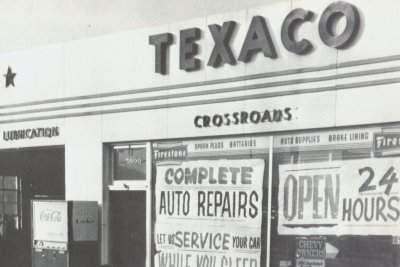 TEXACO
CROSSROADS
LUBRICATION
Firestone SPARK PLUGS BATTERIES AUTO SUPPLIES BRAKE LINING Firestone
COMPLETE
AUTO REPAIRS
LET US SERVICE YOUR CAR
WHILE YOU SLEEP
OPEN 24
HOURS
Coca-Cola
CHEVY
OWNERS